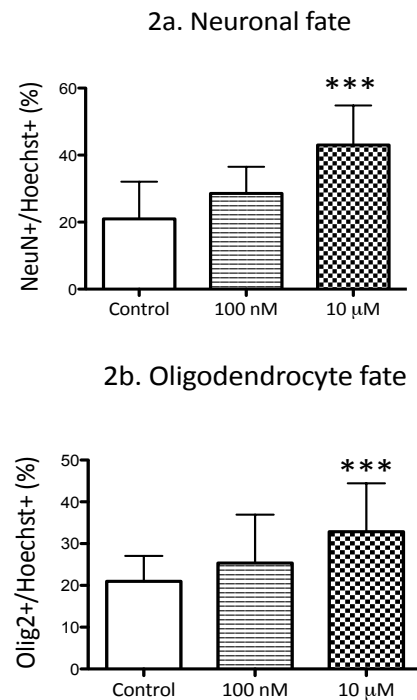 2a. Neuronal fate
NeuN+/Hoechst+ (%)
60
40
20
0
***
Control 100 nM 10 μM
2b. Oligodendrocyte fate
Olig2+/Hoechst+ (%)
50
40
30
20
10
0
***
Control 100 nM 10 μM